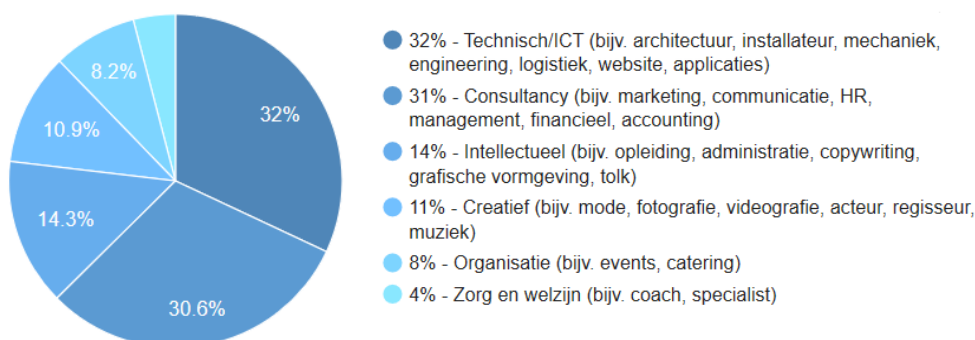 32%
30.6%
14.3%
10.9%
8.2%
32% - Technisch/ICT (bijv. architectuur, installateur, mechaniek,
engineering, logistiek, website, applicaties)
31% - Consultancy (bijv. marketing, communicatie, HR,
management, financieel, accounting)
14% - Intellectueel (bijv. opleiding, administratie, copywriting,
grafische vormgeving, tolk)
11% - Creatief (bijv. mode, fotografie, videografie, acteur, regisseur,
muziek)
8% - Organisatie (bijv. events, catering)
4% - Zorg en welzijn (bijv. coach, specialist)